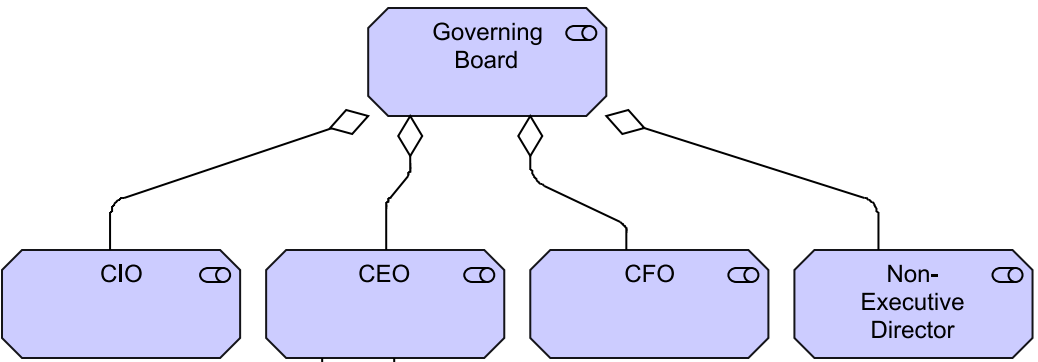 Governing
Board
CIO
CEO
CFO
Non-
Executive
Director